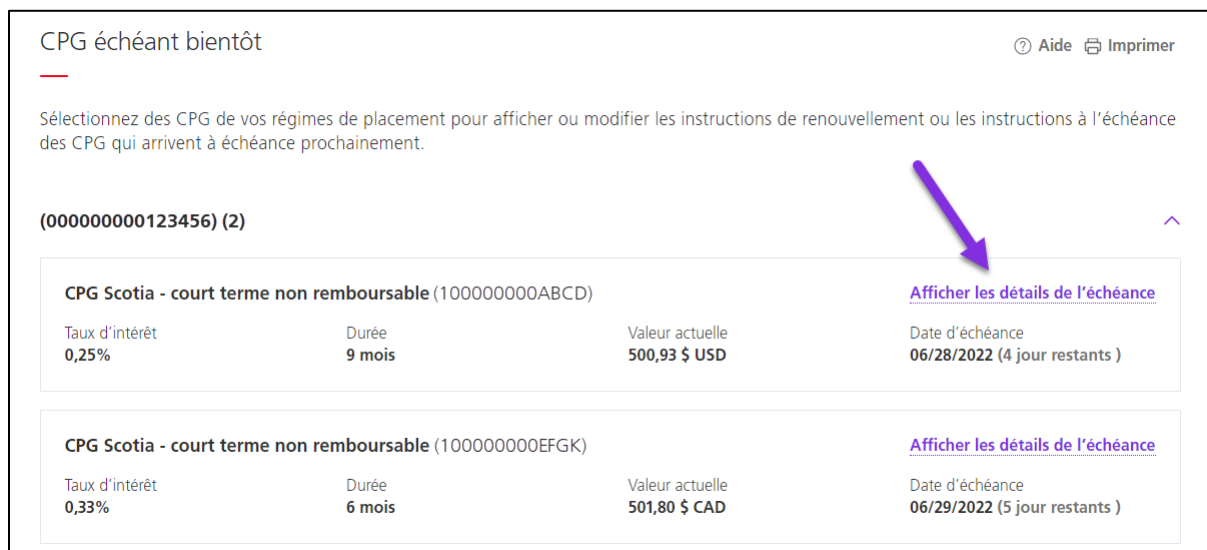 CPG échéant bientôt
Aide Imprimer
Sélectionnez des CPG de vos régimes de placement pour afficher ou modifier les instructions de renouvellement ou les instructions à l'échéance
des CPG qui arrivent à échéance prochainement.
(000000000123456) (2)
CPG Scotia - court terme non remboursable (100000000ABCD) Afficher les détails de l'échéance
Taux d'intérêt Durée Valeur actuelle Date d'échéance
0,25% 9 mois 500,93 $ USD 06/28/2022 (4 jour restants )
CPG Scotia - court terme non remboursable (100000000EFGK) Afficher les détails de l'échéance
Taux d'intérêt Durée Valeur actuelle Date d'échéance
0,33% 6 mois 501,80 $ CAD 06/29/2022 (5 jour restants )